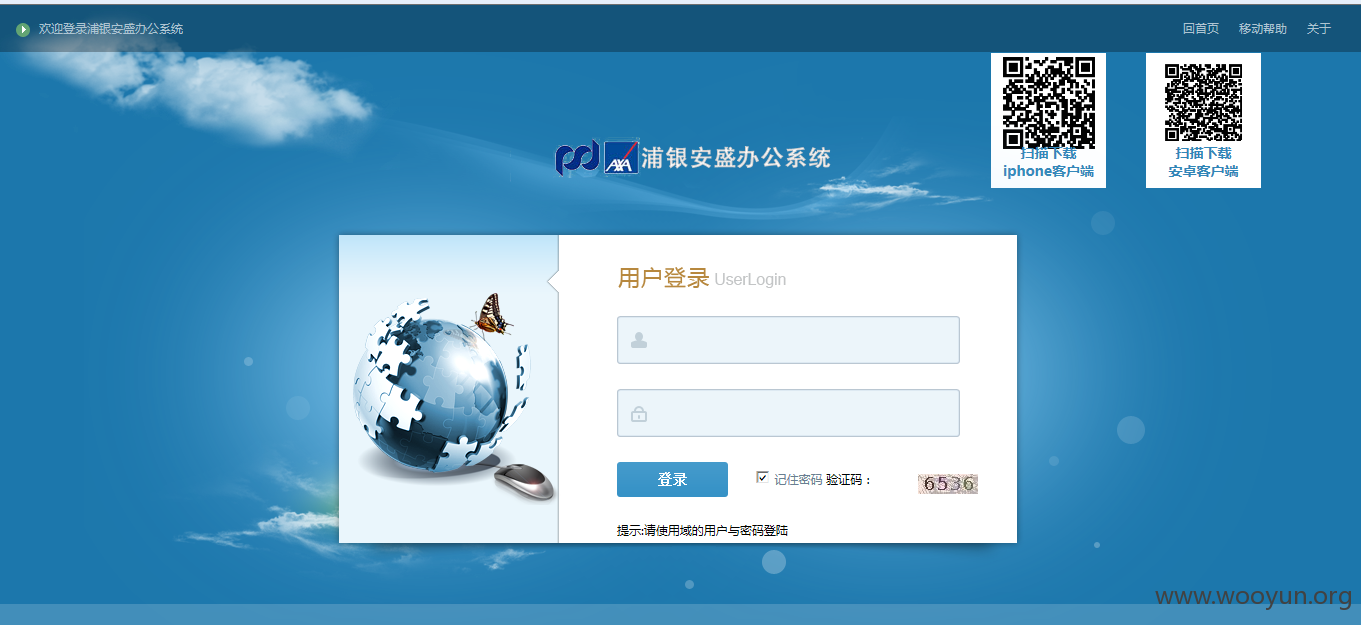 欢迎登录浦银安盛办公系统
回首页 移动帮助 关于
扫描下载
iphone客户端
扫描下载
安卓客户端
AXA 浦银安盛办公系统
用户登录 UserLogin
登录 记住密码 验证码： 6536
提示:请使用域的用户与密码登陆
www.wooyun.org